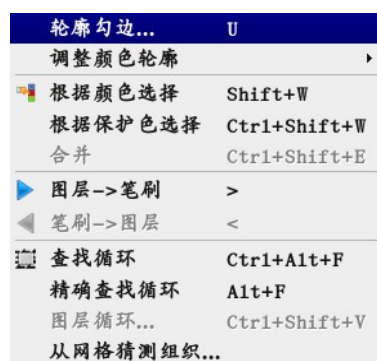 轮廓勾边... U
调整颜色轮廓
根据颜色选择 Shift+W
根据保护色选择 Ctrl+Shift+W
合并 Ctrl+Shift+E
图层->笔刷 >
笔刷->图层 <
查找循环 Ctrl+Alt+F
精确查找循环 Alt+F
图层循环... Ctrl+Shift+V
从网格猜测组织...